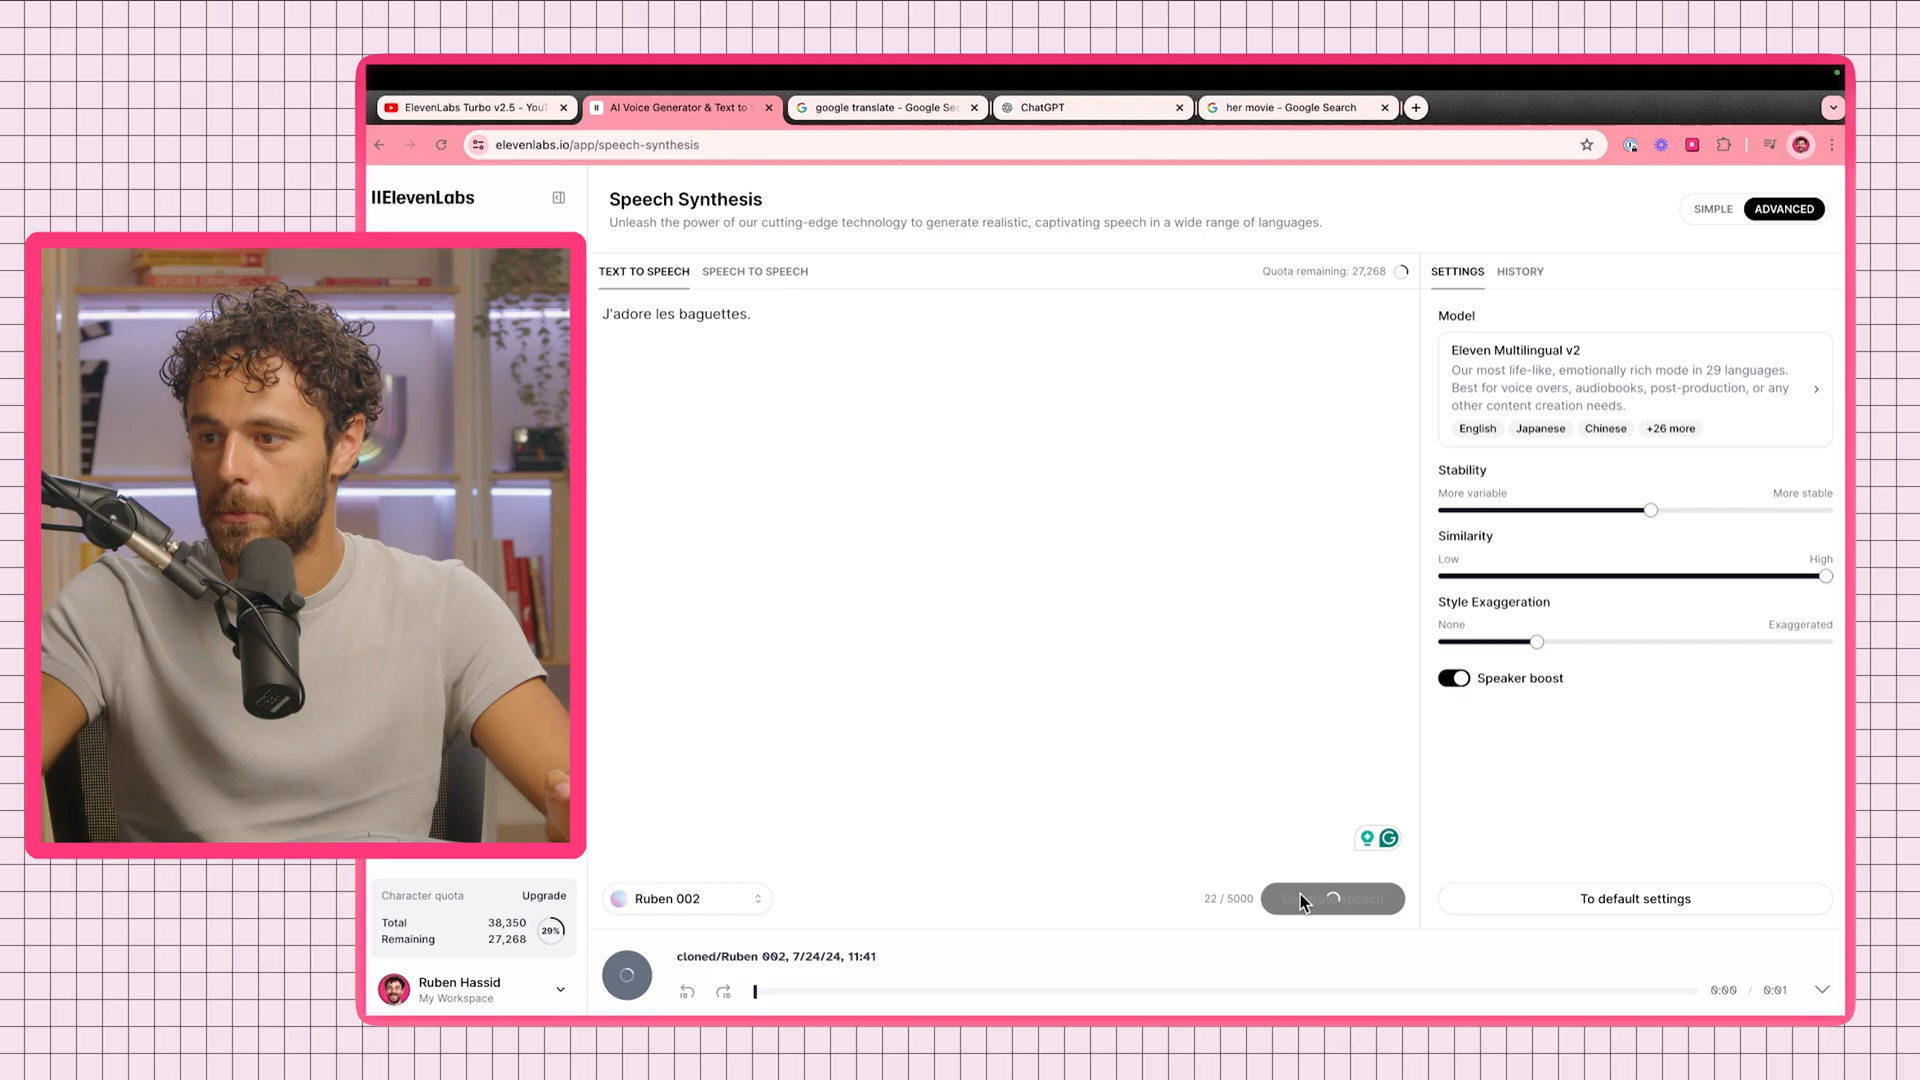 ElevenLabs Turbo v2.5 - YouT
AI Voice Generator & Text to
google translate - Google Se
ChatGPT
her movie - Google Search
elevenlabs.io/app/speech-synthesis
IIElevenLabs
Speech Synthesis
Unleash the power of our cutting-edge technology to generate realistic, captivating speech in a wide range of languages.
SIMPLE
ADVANCED
TEXT TO SPEECH
SPEECH TO SPEECH
Quota remaining: 27,268
SETTINGS
HISTORY
J'adore les baguettes.
Model
Eleven Multilingual v2
Our most life-like, emotionally rich mode in 29 languages.
Best for voice overs, audiobooks, post-production, or any
other content creation needs.
English
Japanese
Chinese
+26 more
Stability
More variable
More stable
Similarity
Low
High
Style Exaggeration
None
Exaggerated
Speaker boost
Character quota
Upgrade
Total
38,350
Remaining
27,268
29%
Ruben 002
22 / 5000
To default settings
Ruben Hassid
My Workspace
cloned/Ruben 002, 7/24/24, 11:41
10
10
0:00 / 0:01